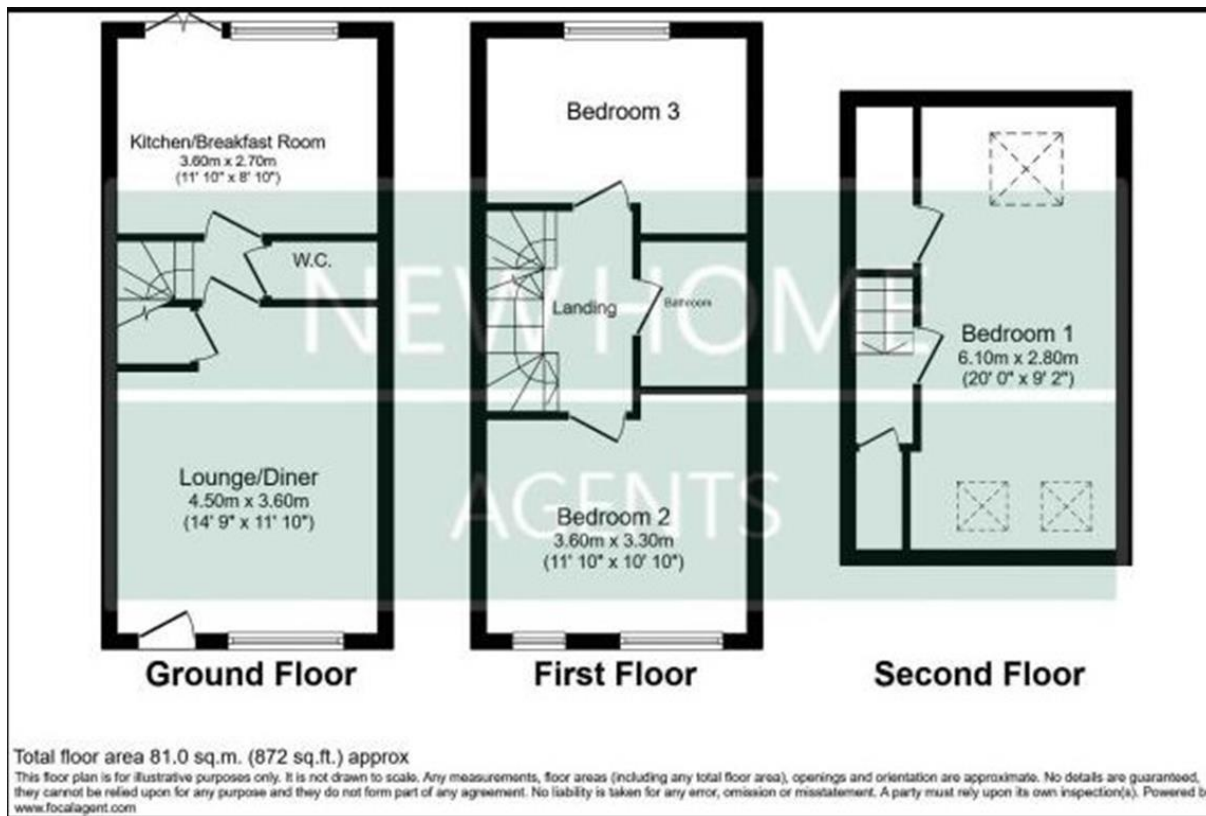 Kitchen/Breakfast Room
3.60m x 2.70m
(11' 10" x 8' 10")
W.C.
Lounge/Diner
4.50m x 3.60m
(14' 9" x 11' 10")
Ground Floor
Bedroom 3
Landing
Bathroom
Bedroom 2
3.60m x 3.30m
(11' 10" x 10' 10")
First Floor
Bedroom 1
6.10m x 2.80m
(20' 0" x 9' 2")
Second Floor
NEW HOME
AGENTS
Total floor area 81.0 sq.m. (872 sq.ft.) approx
This floor plan is for illustrative purposes only. It is not drawn to scale. Any measurements, floor areas (including any total floor area), openings and orientation are approximate. No details are guaranteed,
they cannot be relied upon for any purpose and they do not form part of any agreement. No liability is taken for any error, omission or misstatement. A party must rely upon its own inspection(s). Powered b
www.focalagent.com